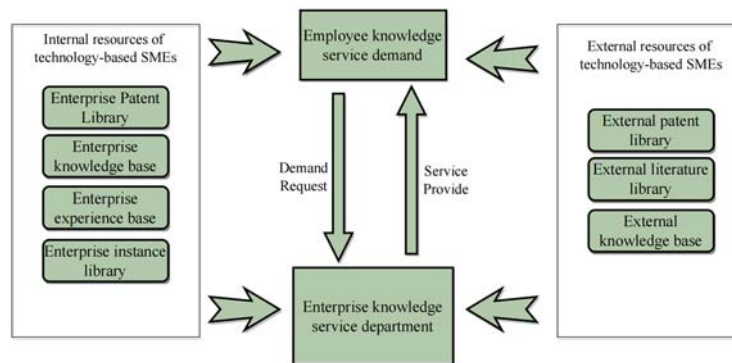 Internal resources of
technology-based SMEs
Enterprise Patent
Library
Enterprise
knowledge base
Enterprise
experience base
Enterprise instance
library
Employee knowledge
service demand
Demand
Request
Service
Provide
Enterprise knowledge
service department
External resources of
technology-based SMEs
External patent
library
External literature
library
External
knowledge base